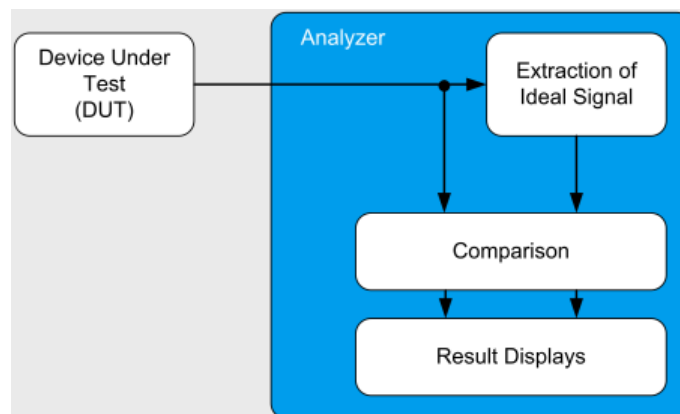 Analyzer
Device Under
Test
(DUT)
Extraction of
Ideal Signal
Comparison
Result Displays